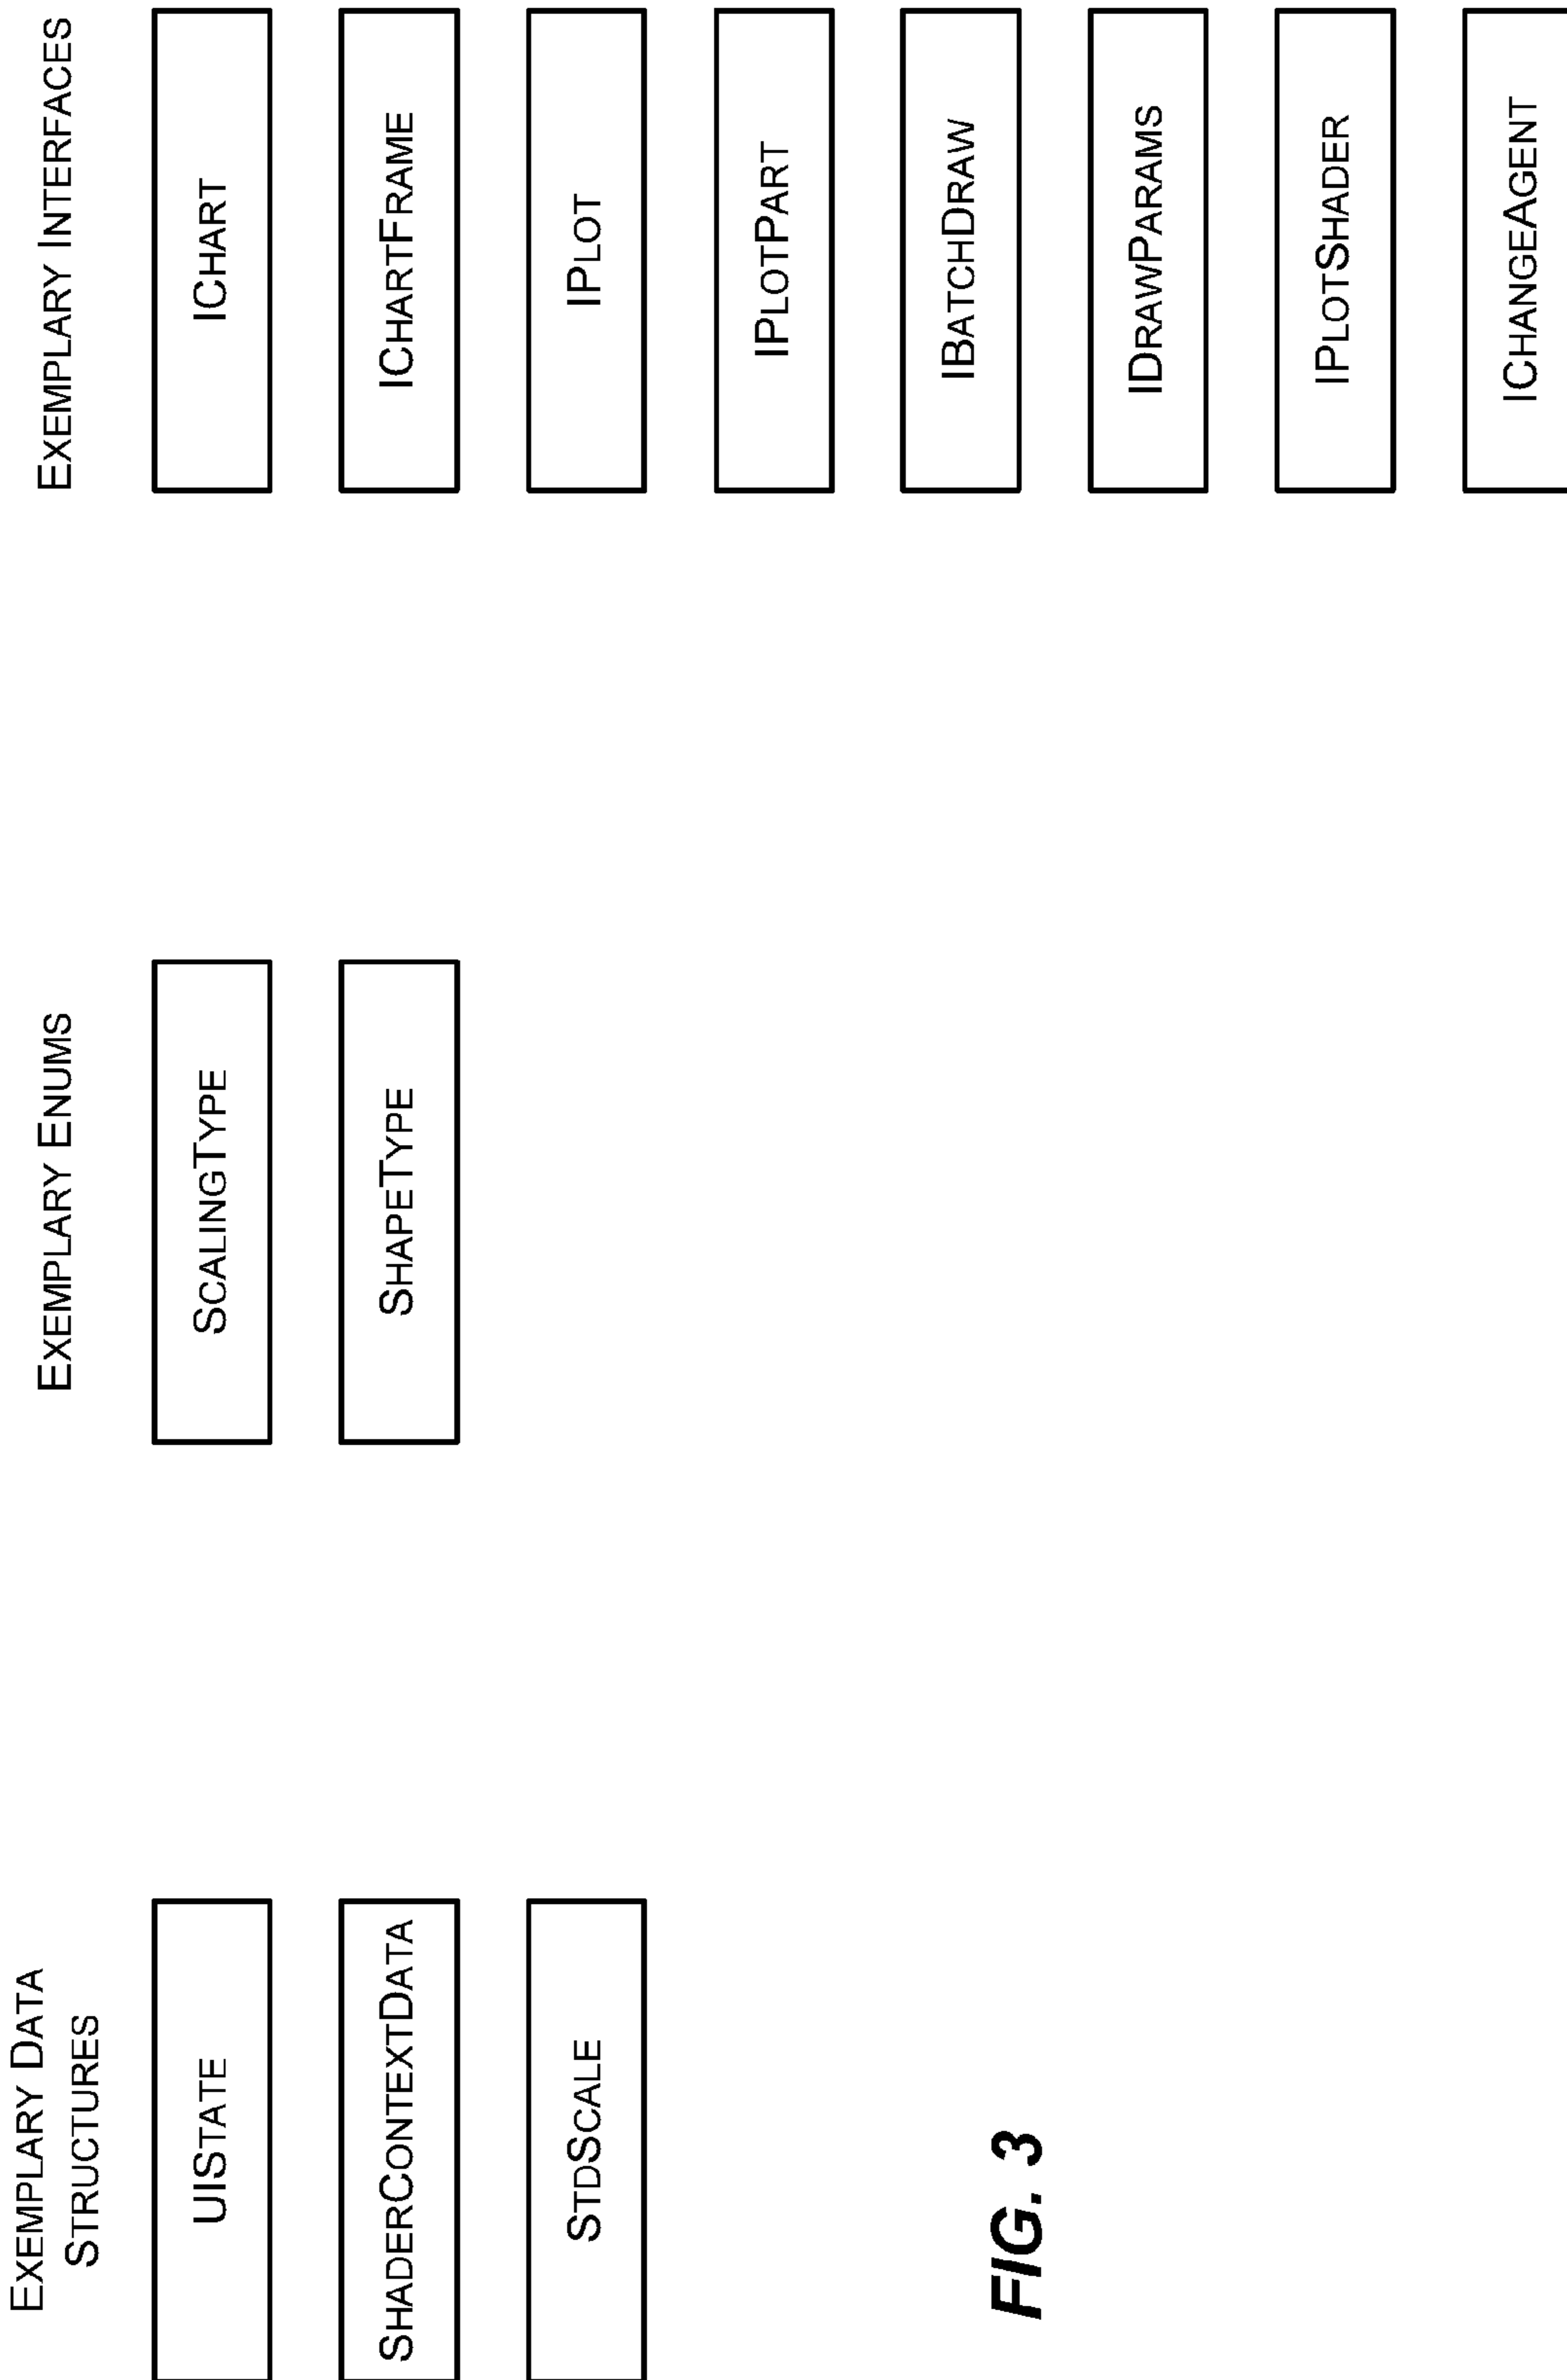 Exemplary Data
Structures
UIState
ShaderContextData
StdScale
Exemplary Enums
ScalingType
ShapeType
Exemplary Interfaces
IChart
IChartFrame
IPlot
IPlotPart
IBatchDraw
IDrawParams
IPlotShader
IChangeAgent
FIG. 3